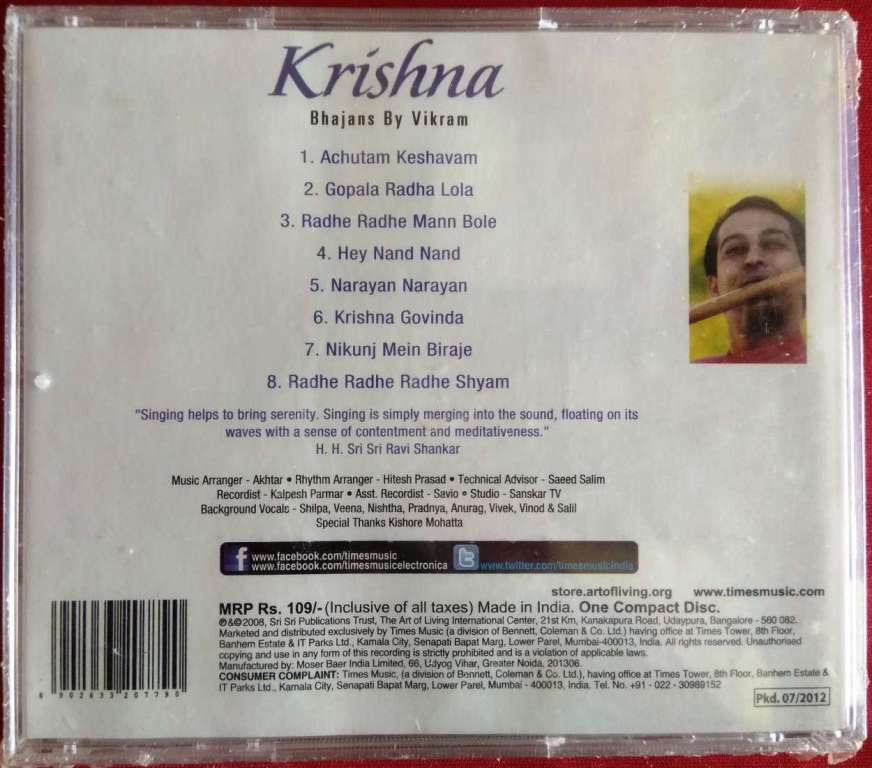 Krishna
Bhajans By Vikram
1. Achutam Keshavam
2. Gopala Radha Lola
3. Radhe Radhe Mann Bole
4. Hey Nand Nand
5. Narayan Narayan
6. Krishna Govinda
7. Nikunj Mein Biraje
8. Radhe Radhe Radhe Shyam
"Singing helps to bring serenity. Singing is simply merging into the sound, floating on its
waves with a sense of contentment and meditativeness."
H. H. Sri Sri Ravi Shankar
Music Arranger - Akhtar • Rhythm Arranger - Hitesh Prasad • Technical Advisor - Saeed Salim
Recordist - Kalpesh Parmar • Asst. Recordist - Savio • Studio - Sanskar TV
Background Vocals - Shilpa, Veena, Nishtha, Pradnya, Anurag, Vivek, Vinod & Salil
Special Thanks Kishore Mohatta
f www.facebook.com/timesmusic
www.facebook.com/timesmusicelectronica t www.twitter.com/timesmusicindia
store.artofliving.org www.timesmusic.com
MRP Rs. 109/- (Inclusive of all taxes) Made in India. One Compact Disc.
℗&©2008, Sri Sri Publications Trust, The Art of Living International Center, 21st Km, Kanakapura Road, Udaypura, Bangalore - 560 082.
Marketed and distributed exclusively by Times Music (a division of Bennett, Coleman & Co. Ltd.) having office at Times Tower, 8th Floor,
Banhem Estate & IT Parks Ltd., Kamala City, Senapati Bapat Marg, Lower Parel, Mumbai-400013, India. All rights reserved. Unauthorised
copying and use in any form of this recording is strictly prohibited and is a violation of applicable laws.
Manufactured by: Moser Baer India Limited, 66, Udyog Vihar, Greater Noida, 201306.
CONSUMER COMPLAINT: Times Music, (a division of Bennett, Coleman & Co. Ltd.), having office at Times Tower, 8th Floor, Banhem Estate &
IT Parks Ltd., Kamala City, Senapati Bapat Marg, Lower Parel, Mumbai - 400013, India. Tel. No. +91 - 022 - 30989152
8 902633 207790
Pkd. 07/2012